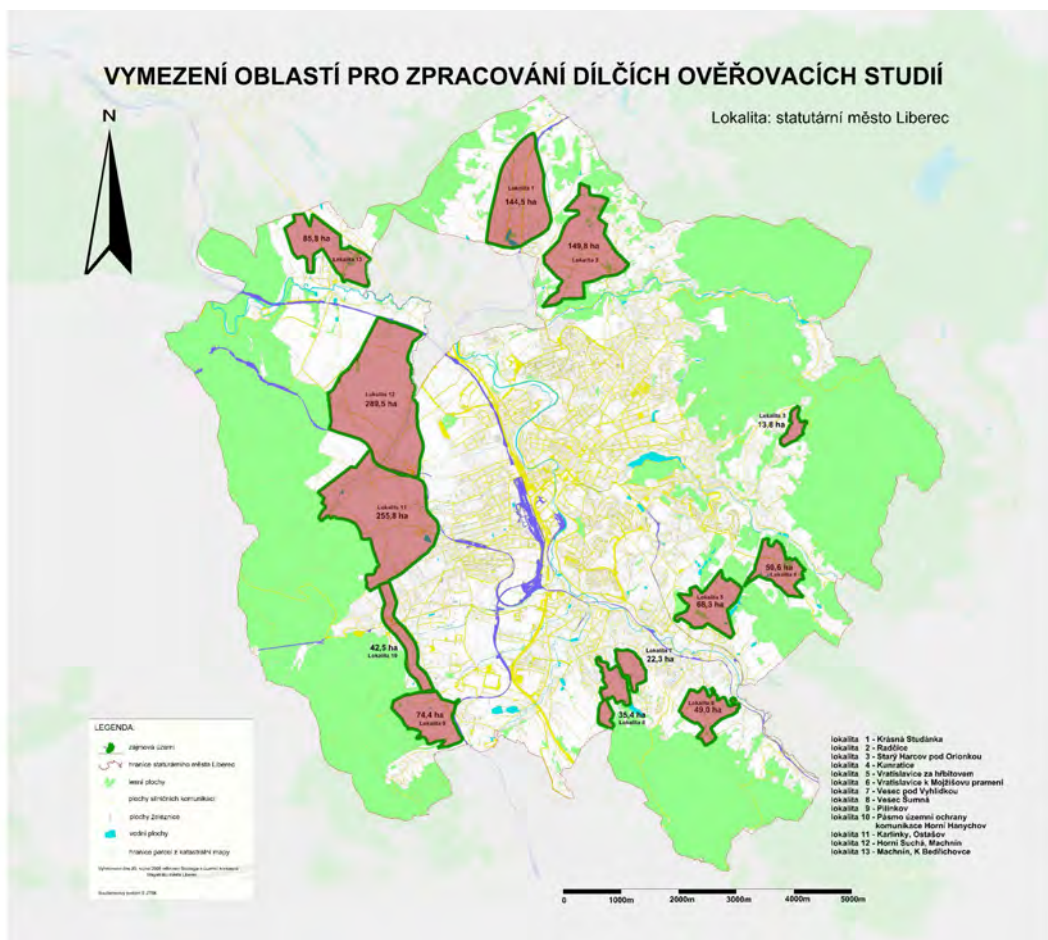 VYMEZENÍ OBLASTÍ PRO ZPRACOVÁNÍ DÍLČÍCH OVĚŘOVACÍCH STUDIÍ
Lokalita: statutární město Liberec
N
Lokalita 1
144,5 ha
149,8 ha
Lokalita 2
85,8 ha
Lokalita 13
Lokalita 12
289,5 ha
Lokalita 3
13,6 ha
Lokalita 11
255,8 ha
50,6 ha
Lokalita 5
68,3 ha
42,5 ha
Lokalita 10
22,3 ha
74,4 ha
35,4 ha
49,0 ha
LEGENDA:
zájmová území
hranice statutárního města Liberec
lesní plochy
plochy silničních komunikací
plochy železnice
vodní plochy
hranice parcel z katastrální mapy
lokalita 1 - Krásná Studánka
lokalita 2 - Radčice
lokalita 3 - Starý Harcov pod Orionkou
lokalita 4 - Kunratice
lokalita 5 - Vratislavice za hřbitovem
lokalita 6 - Vratislavice k Mojžíšovu prameni
lokalita 7 - Vesec pod Vyhlídkou
lokalita 8 - Vesec Šumná
lokalita 9 - Pilínkov
lokalita 10 - Pásmo územní ochrany
komunikace Horní Hanychov
lokalita 11 - Karlinky, Ostašov
lokalita 12 - Horní Suchá, Machnín
lokalita 13 - Machnín, K Bedřichovce
0 1000m 2000m 3000m 4000m 5000m